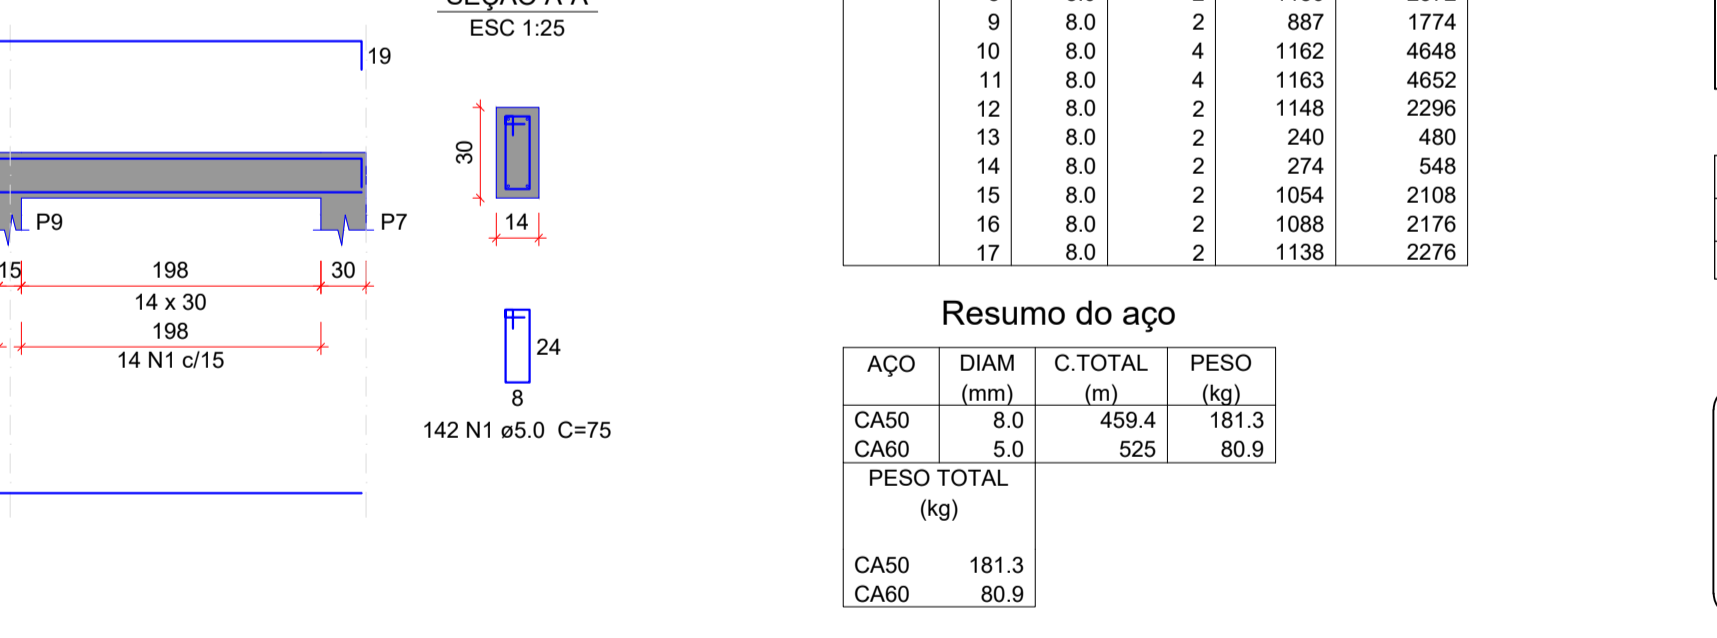 SEÇÃO A-A
ESC 1:25
19
30
14
P9
P7
15
198
30
14 x 30
198
14 N1 c/15
24
8
142 N1 ø5.0 C=75
9 8.0 2 887 1774
10 8.0 4 1162 4648
11 8.0 4 1163 4652
12 8.0 2 1148 2296
13 8.0 2 240 480
14 8.0 2 274 548
15 8.0 2 1054 2108
16 8.0 2 1088 2176
17 8.0 2 1138 2276
Resumo do aço
AÇO DIAM C.TOTAL PESO
(mm) (m) (kg)
CA50 8.0 459.4 181.3
CA60 5.0 525 80.9
PESO TOTAL
(kg)
CA50 181.3
CA60 80.9